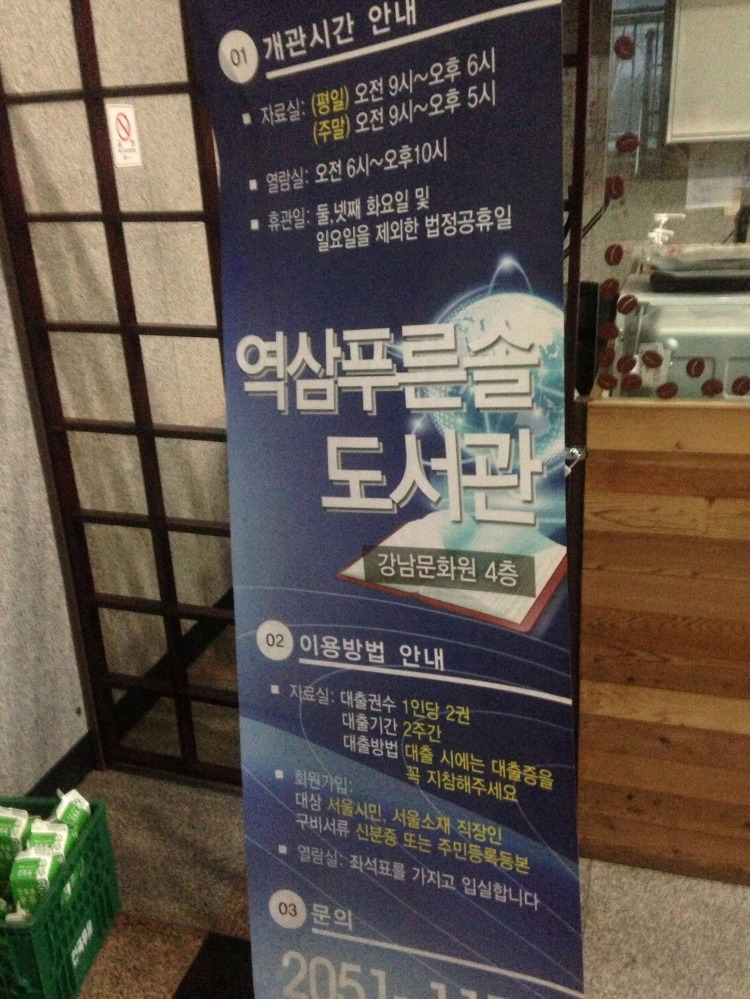 01 개관시간 안내
■ 자료실: (평일) 오전 9시~오후 6시
(주말) 오전 9시~오후 5시
■ 열람실: 오전 6시~오후10시
■ 휴관일: 둘,넷째 화요일 및
일요일을 제외한 법정공휴일
역삼푸른솔
도서관
강남문화원 4층
02 이용방법 안내
■ 자료실: 대출권수 1인당 2권
대출기간 2주간
대출방법 대출 시에는 대출증을
꼭 지참해주세요
■ 회원가입:
대상 서울시민, 서울소재 직장인
구비서류 신분증 또는 주민등록등본
■ 열람실: 좌석표를 가지고 입실합니다
03 문의
2051-11